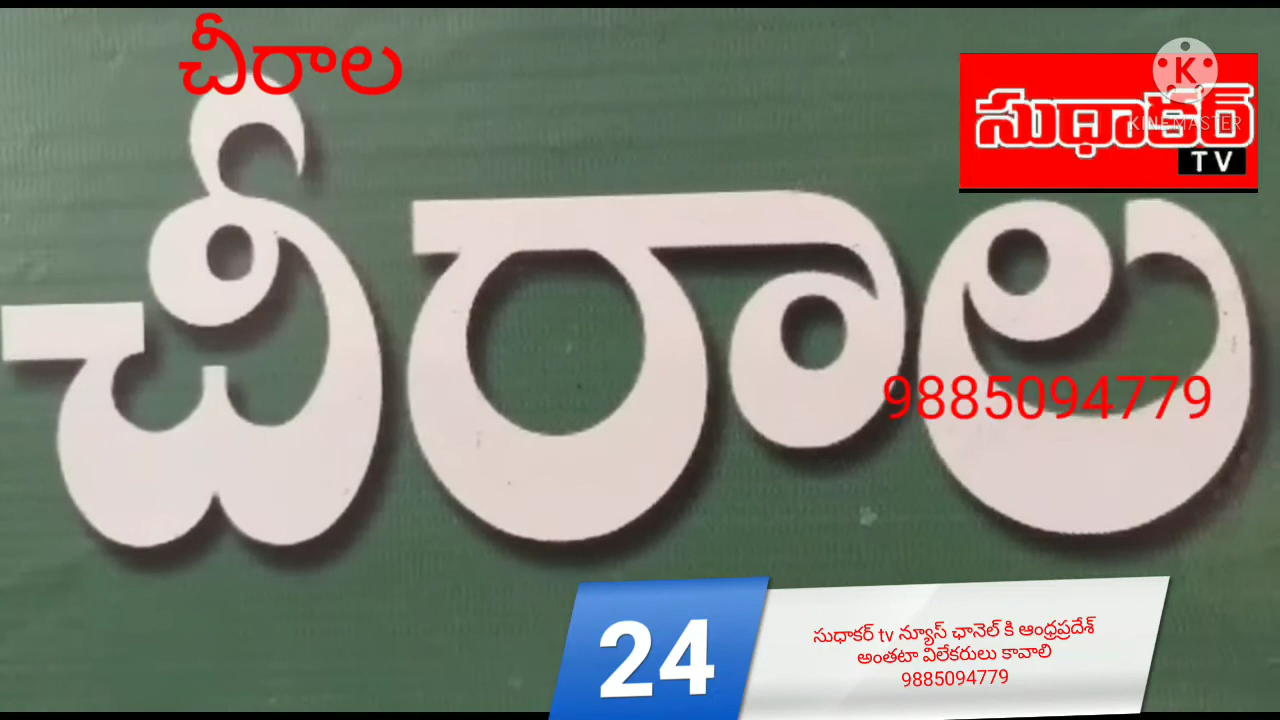 చీరాల
సుధాకర్
TV
KINEMASTER
చీరాల
9885094779
24
సుధాకర్ tv న్యూస్ ఛానెల్ కి ఆంధ్రప్రదేశ్
అంతటా విలేకరులు కావాలి
9885094779